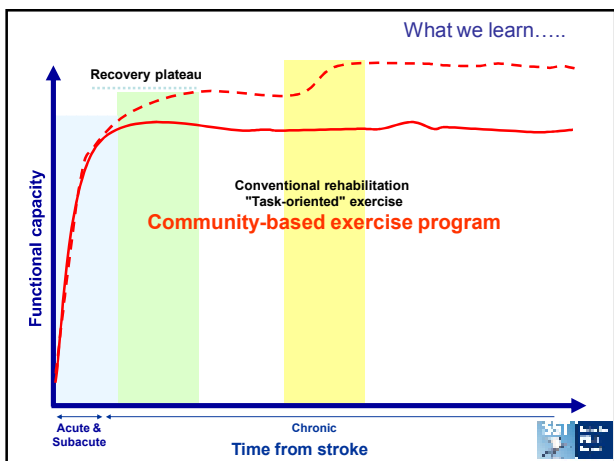 What we learn…..
Recovery plateau
Functional capacity
Conventional rehabilitation
"Task-oriented" exercise
Community-based exercise program
Acute &
Subacute
Chronic
Time from stroke